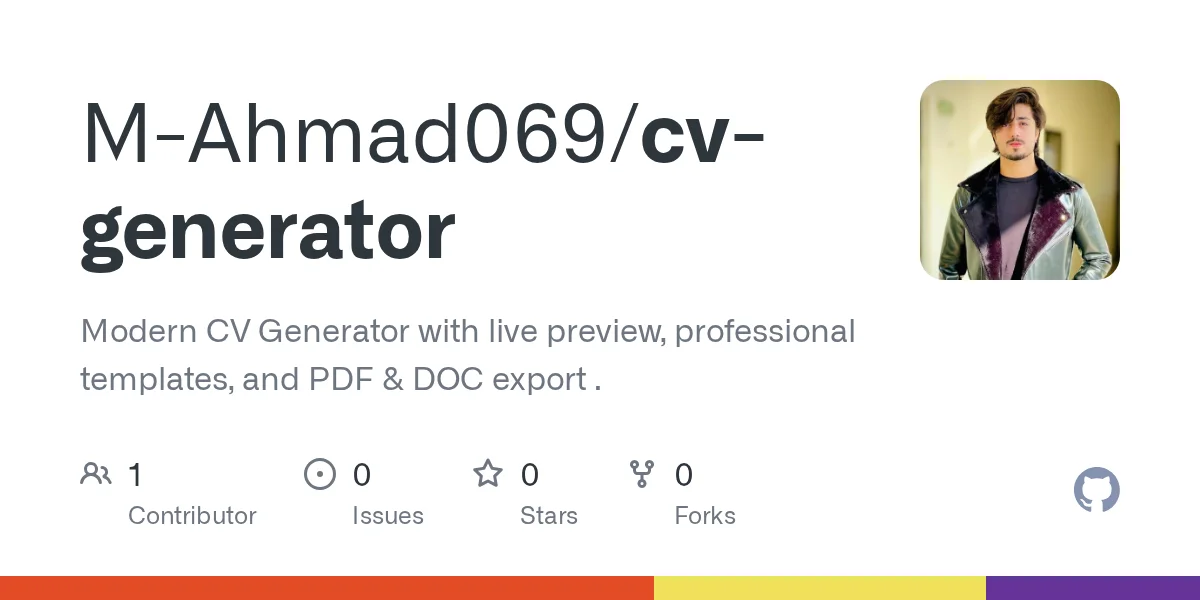 M-Ahmad069/cv-
generator
Modern CV Generator with live preview, professional
templates, and PDF & DOC export .
1 0 0 0
Contributor Issues Stars Forks